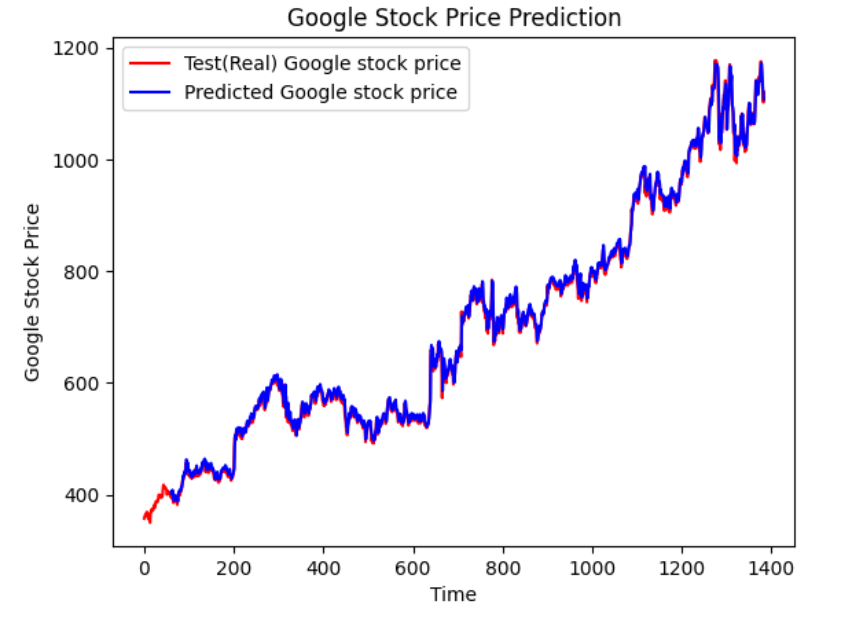 Google Stock Price Prediction
1200
1000
800
600
400
Google Stock Price
Test(Real) Google stock price
Predicted Google stock price
0 200 400 600 800 1000 1200 1400
Time